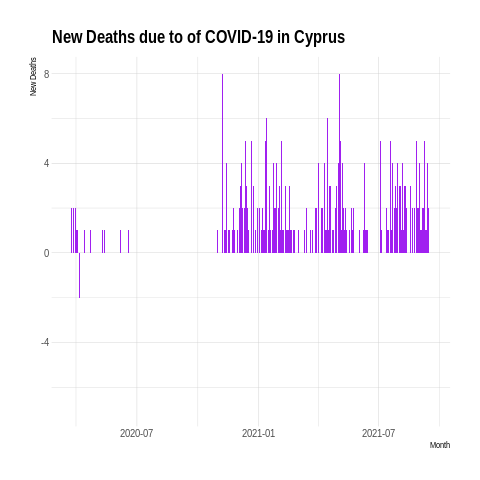 New Deaths due to of COVID-19 in Cyprus
New Deaths
8
4
0
-4
2020-07 2021-01 2021-07
Month